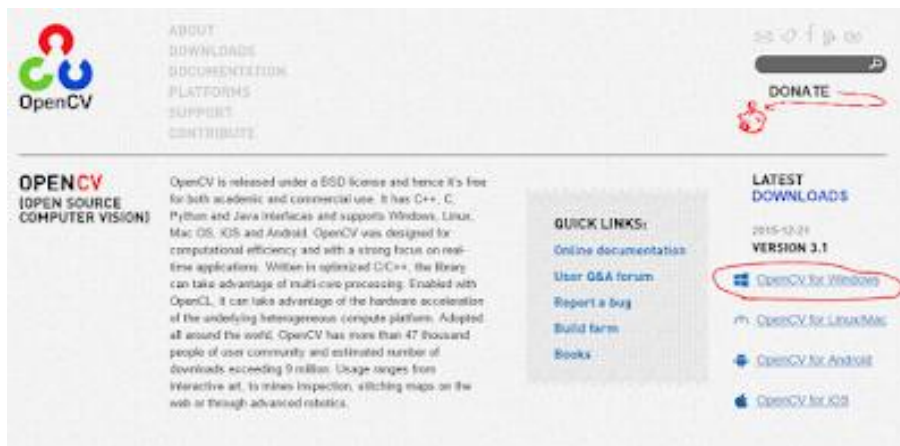 OpenCV
ABOUT
DOWNLOADS
DOCUMENTATION
PLATFORMS
SUPPORT
CONTRIBUTE
DONATE
OPENCV
(OPEN SOURCE
COMPUTER VISION)
OpenCV is released under a BSD license and hence it's free
for both academic and commercial use. It has C++, C,
Python and Java interfaces and supports Windows, Linux,
Mac OS, iOS and Android. OpenCV was designed for
computational efficiency and with a strong focus on real-
time applications. Written in optimized C/C++, the library
can take advantage of multi-core processing. Enabled with
OpenCL, it can take advantage of the hardware acceleration
of the underlying heterogeneous compute platform. Adopted
all around the world, OpenCV has more than 47 thousand
people of user community and estimated number of
downloads exceeding 9 million. Usage ranges from
interactive art, to mines inspection, stitching maps on the
web or through advanced robotics.
QUICK LINKS:
Online documentation
User Q&A forum
Report a bug
Build farm
Books
LATEST
DOWNLOADS
2015-12-21
VERSION 3.1
OpenCV for Windows
OpenCV for Linux/Mac
OpenCV for Android
OpenCV for iOS